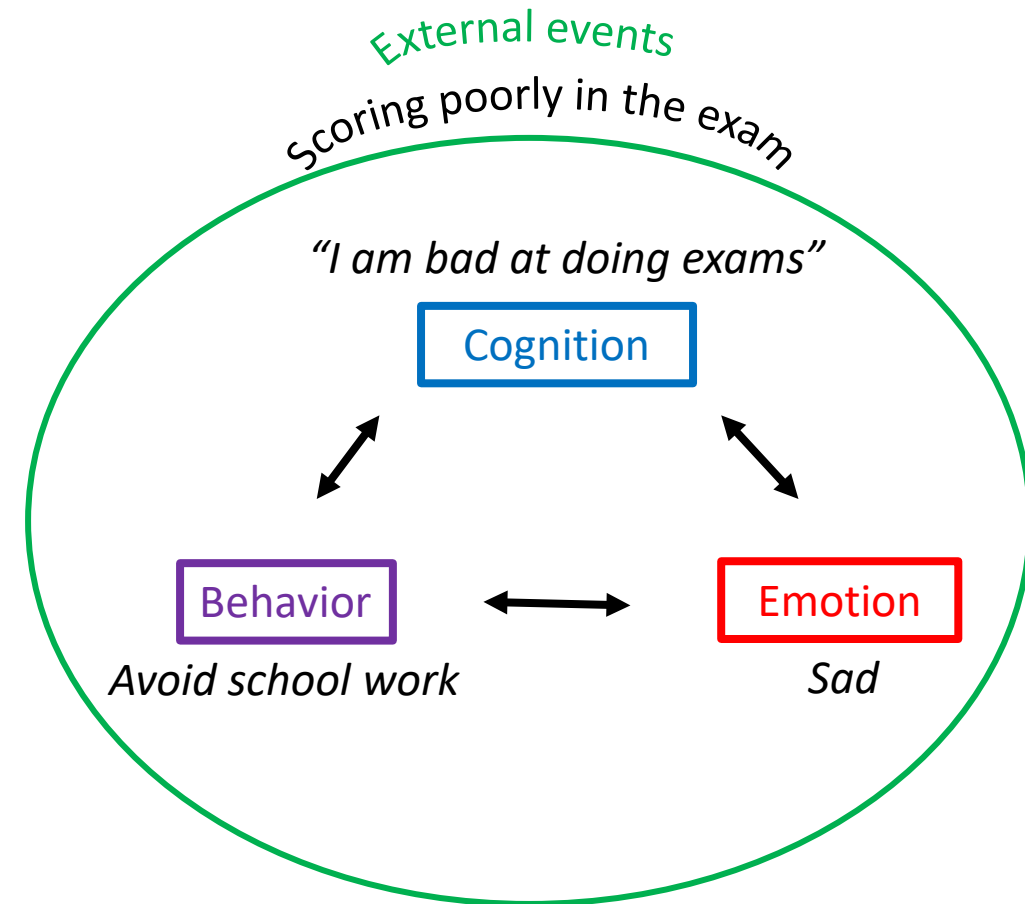 External events
Scoring poorly in the exam
“I am bad at doing exams”
Cognition
Behavior
Emotion
Avoid school work
Sad